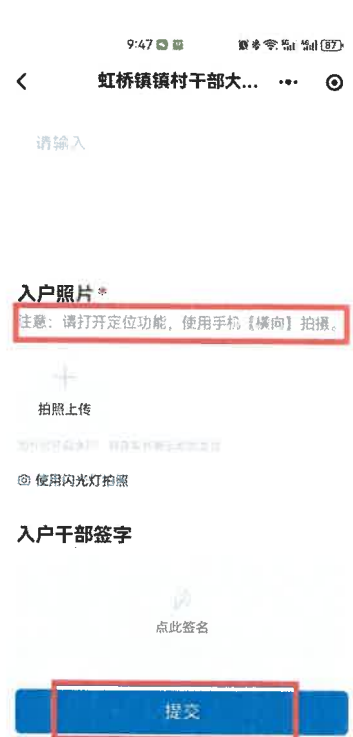 9:47
87
虹桥镇镇村干部大...
请输入
入户照片*
注意：请打开定位功能，使用手机【横向】拍摄。
拍照上传
使用闪光灯拍照
入户干部签字
点此签名
提交